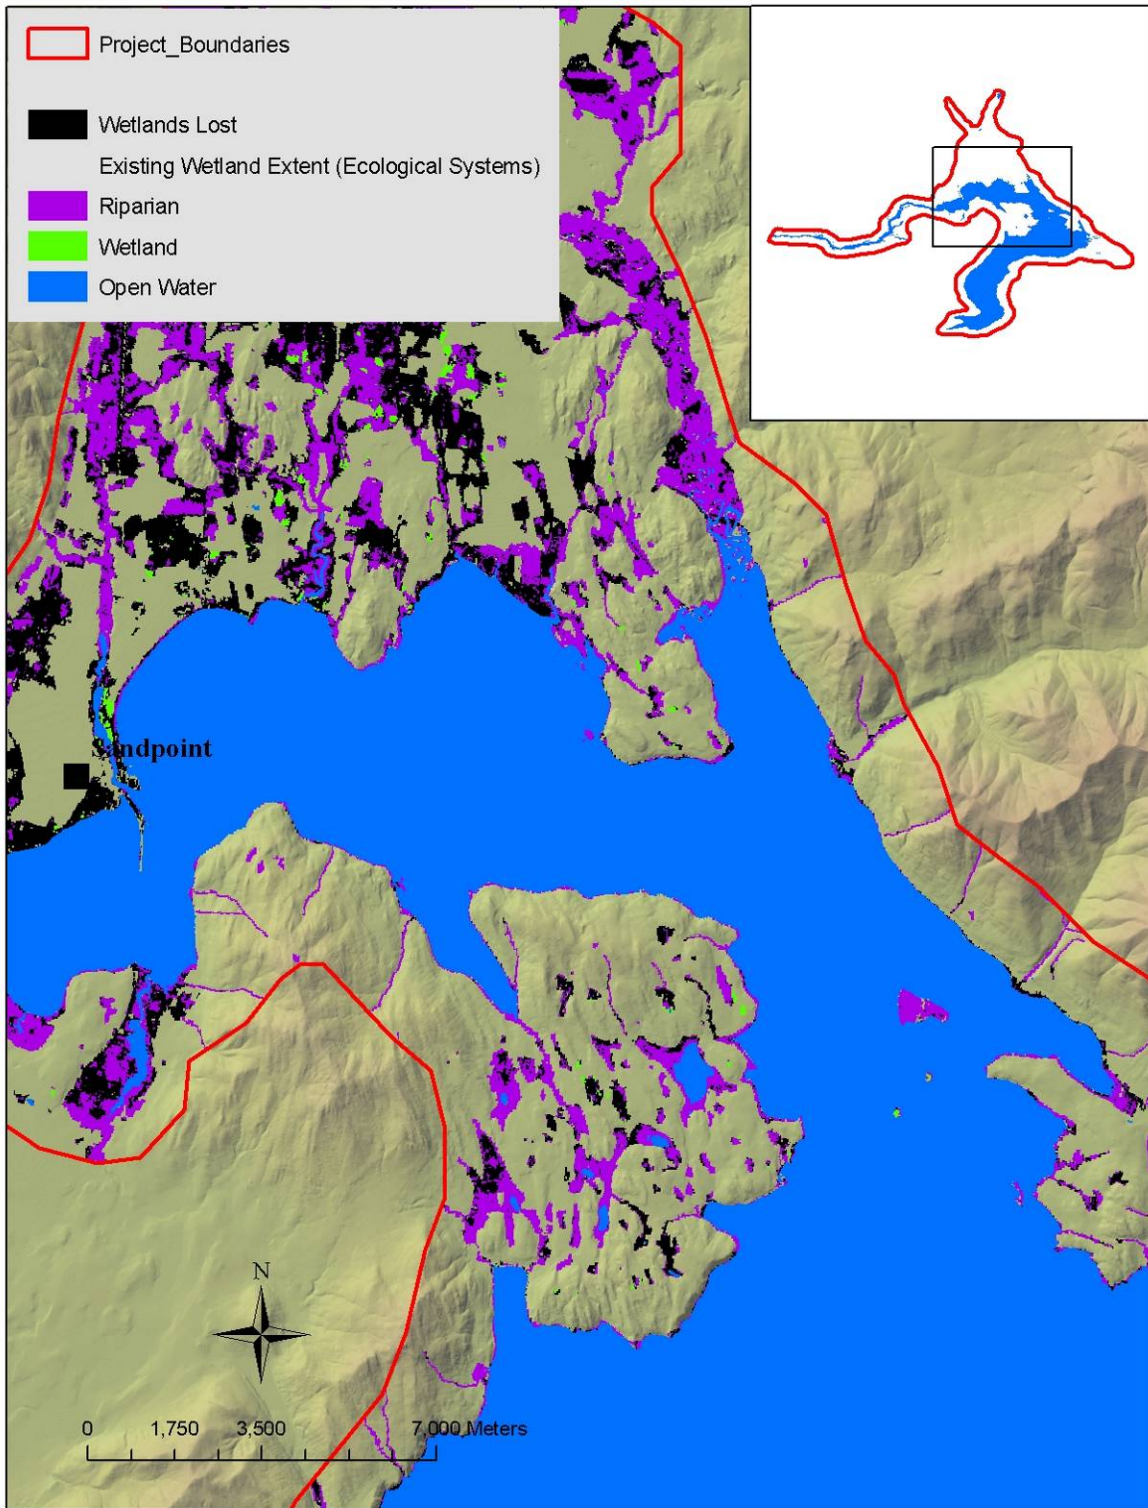 Project_Boundaries
Wetlands Lost
Existing Wetland Extent (Ecological Systems)
Riparian
Wetland
Open Water
Sandpoint
N
0 1,750 3,500 7,000 Meters